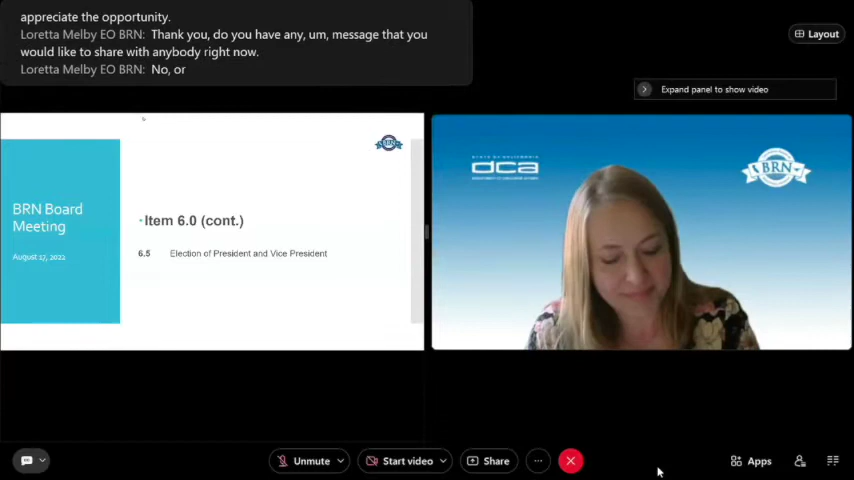 appreciate the opportunity.
Loretta Melby EO BRN: Thank you, do you have any, um, message that you
would like to share with anybody right now.
Loretta Melby EO BRN: No, or
Layout
Expand panel to show video
BRN
BRN Board
Meeting
August 17, 2022
Item 6.0 (cont.)
6.5 Election of President and Vice President
dca
BRN
Unmute
Start video
Share
Apps